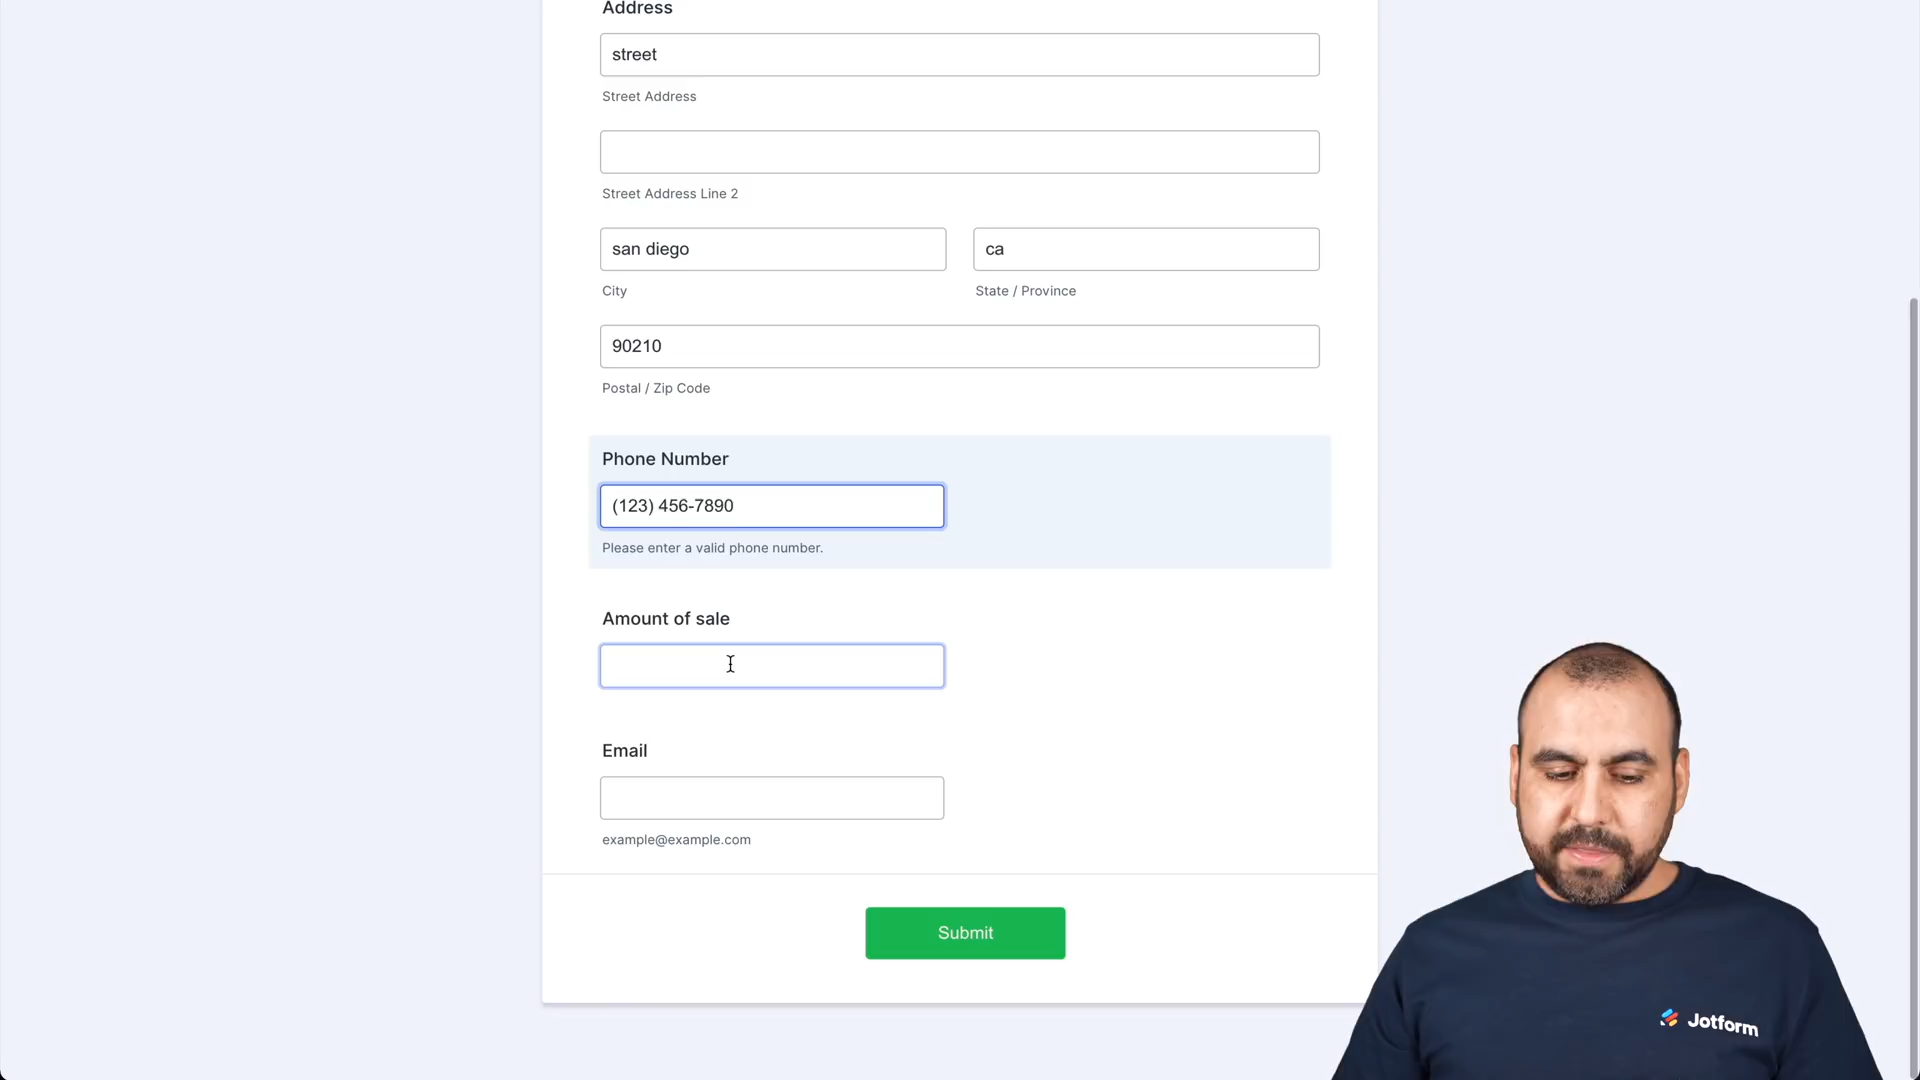 Address
street
Street Address
Street Address Line 2
san diego
ca
City
State / Province
90210
Postal / Zip Code
Phone Number
(123) 456-7890
Please enter a valid phone number.
Amount of sale
Email
example@example.com
Submit
Jotform